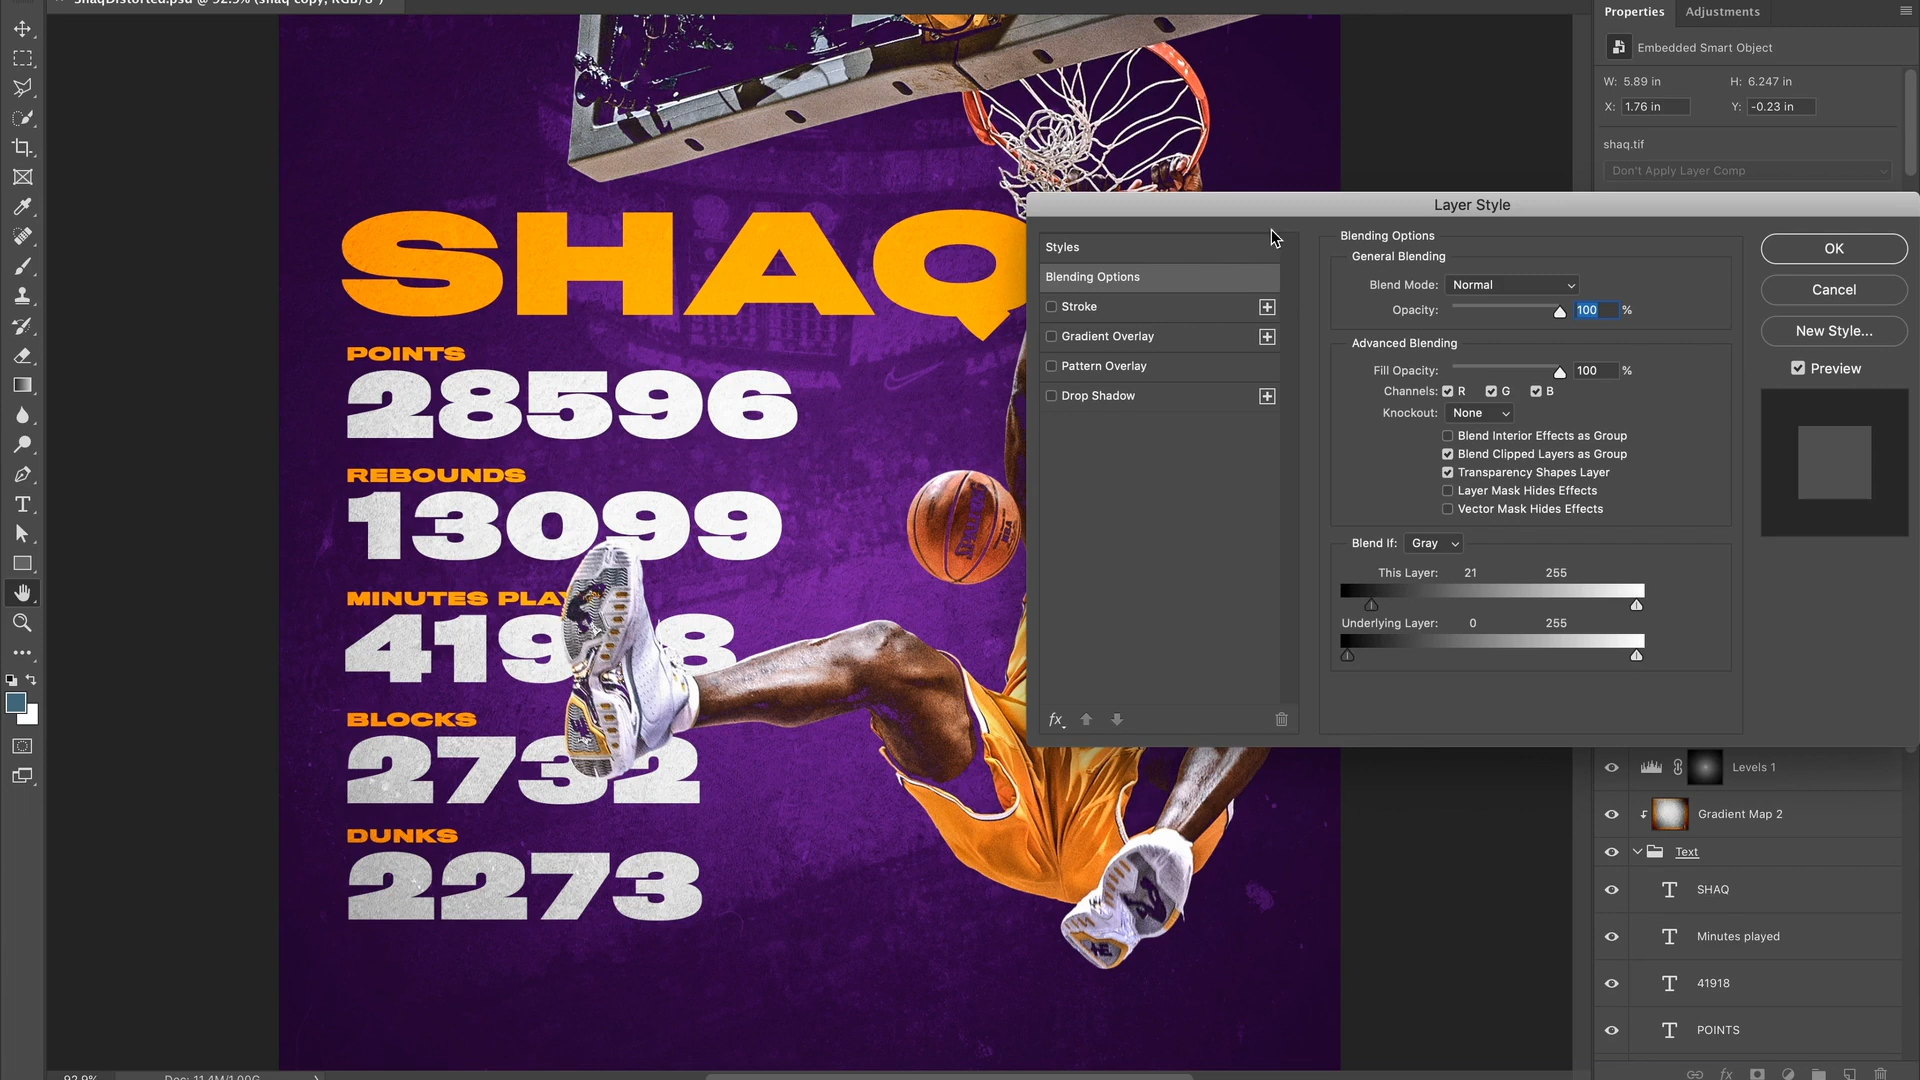 ShaqDistorted.psd @ 92.9% (shaq copy, RGB/8*)
Properties
Adjustments
Embedded Smart Object
W: 5.89 in
H: 6.247 in
X: 1.76 in
Y: -0.23 in
shaq.tif
Don't Apply Layer Comp
Layer Style
Styles
Blending Options
Stroke
Gradient Overlay
Pattern Overlay
Drop Shadow
fx
Blending Options
General Blending
Blend Mode: Normal
Opacity: 100 %
Advanced Blending
Fill Opacity: 100 %
Channels: R G B
Knockout: None
Blend Interior Effects as Group
Blend Clipped Layers as Group
Transparency Shapes Layer
Layer Mask Hides Effects
Vector Mask Hides Effects
Blend If: Gray
This Layer: 21 255
Underlying Layer: 0 255
OK
Cancel
New Style...
Preview
SHAQ
POINTS
28596
REBOUNDS
13099
MINUTES PLAY
41918
BLOCKS
2732
DUNKS
2273
SPALDING
Levels 1
Gradient Map 2
Text
SHAQ
Minutes played
41918
POINTS
fx
92.9%
Doc: 11.4M/1.00G